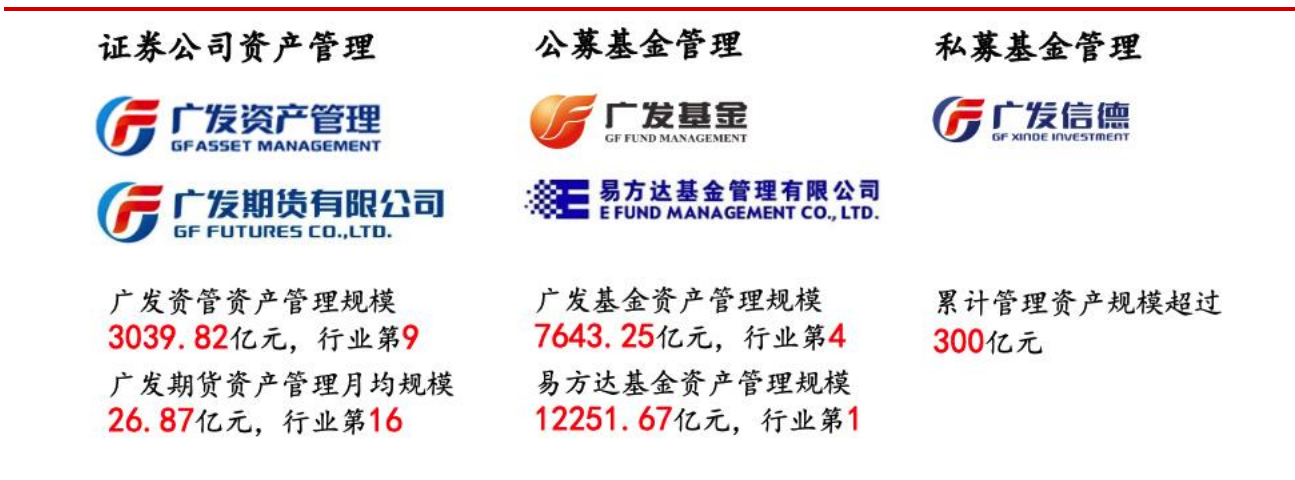 证券公司资产管理
广发资产管理
GF ASSET MANAGEMENT
广发期货有限公司
GF FUTURES CO.,LTD.
广发资管资产管理规模
3039.82亿元，行业第9
广发期货资产管理月均规模
26.87亿元，行业第16
公募基金管理
广发基金
GF FUND MANAGEMENT
易方达基金管理有限公司
E FUND MANAGEMENT CO., LTD.
广发基金资产管理规模
7643.25亿元，行业第4
易方达基金资产管理规模
12251.67亿元，行业第1
私募基金管理
广发信德
GF XINDE INVESTMENT
累计管理资产规模超过
300亿元